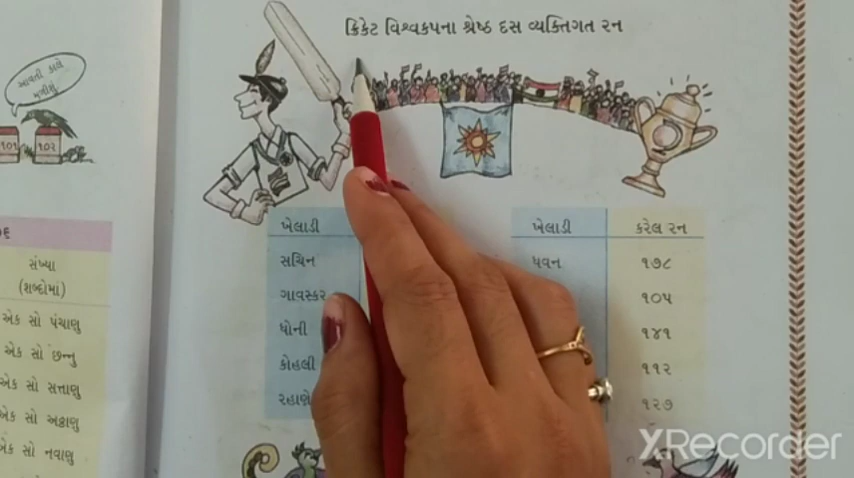 ક્રિકેટ વિશ્વકપના શ્રેષ્ઠ દસ વ્યક્તિગત રન
આવતી કાલે
મળીશું.
૧૦૧ ૧૦૨
સંખ્યા
(શબ્દોમાં)
એક સો પંચાણુ
એક સો છન્નુ
એક સો સત્તાણુ
એક સો અઠ્ઠાણુ
એક સો નવાણુ
ખેલાડી
સચિન
ગાવસ્કર
ધોની
કોહલી
રહાણે
ખેલાડી કરેલ રન
ધવન ૧૭૮
૧૦૫
૧૪૧
૧૧૨
૧૨૭
XRecorder